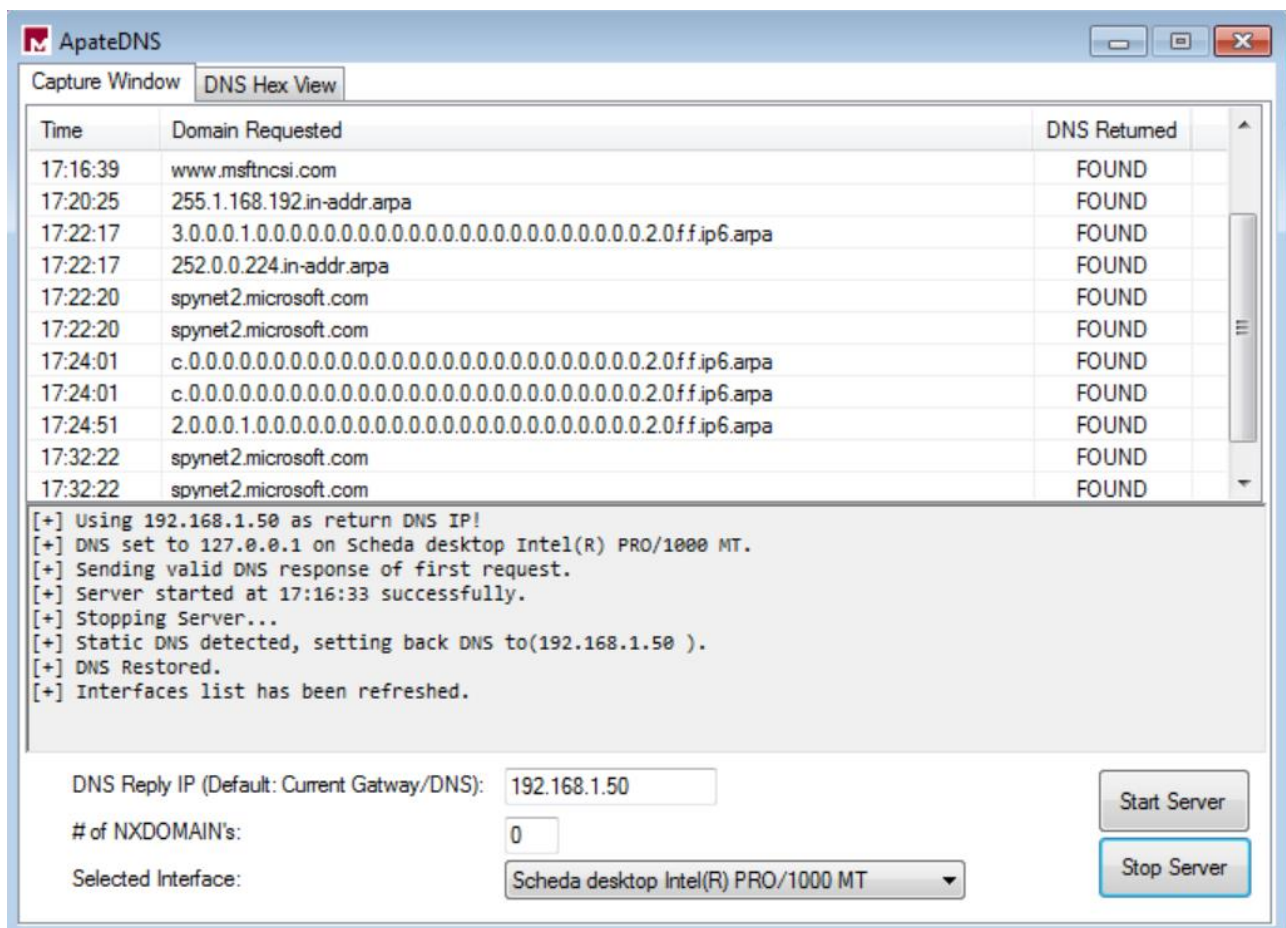 ApateDNS
Capture Window DNS Hex View
Time Domain Requested DNS Returned
17:16:39 www.msftncsi.com FOUND
17:20:25 255.1.168.192.in-addr.arpa FOUND
17:22:17 3.0.0.0.1.0.0.0.0.0.0.0.0.0.0.0.0.0.0.0.0.0.0.0.0.0.0.0.2.0.f.f.ip6.arpa FOUND
17:22:17 252.0.0.224.in-addr.arpa FOUND
17:22:20 spynet2.microsoft.com FOUND
17:22:20 spynet2.microsoft.com FOUND
17:24:01 c.0.0.0.0.0.0.0.0.0.0.0.0.0.0.0.0.0.0.0.0.0.0.0.0.0.0.0.2.0.f.f.ip6.arpa FOUND
17:24:01 c.0.0.0.0.0.0.0.0.0.0.0.0.0.0.0.0.0.0.0.0.0.0.0.0.0.0.0.2.0.f.f.ip6.arpa FOUND
17:24:51 2.0.0.0.1.0.0.0.0.0.0.0.0.0.0.0.0.0.0.0.0.0.0.0.0.0.0.0.2.0.f.f.ip6.arpa FOUND
17:32:22 spynet2.microsoft.com FOUND
17:32:22 spynet2.microsoft.com FOUND
[+] Using 192.168.1.50 as return DNS IP!
[+] DNS set to 127.0.0.1 on Scheda desktop Intel(R) PRO/1000 MT.
[+] Sending valid DNS response of first request.
[+] Server started at 17:16:33 successfully.
[+] Stopping Server...
[+] Static DNS detected, setting back DNS to(192.168.1.50 ).
[+] DNS Restored.
[+] Interfaces list has been refreshed.
DNS Reply IP (Default: Current Gatway/DNS): 192.168.1.50
Start Server
# of NXDOMAIN's: 0
Stop Server
Selected Interface: Scheda desktop Intel(R) PRO/1000 MT